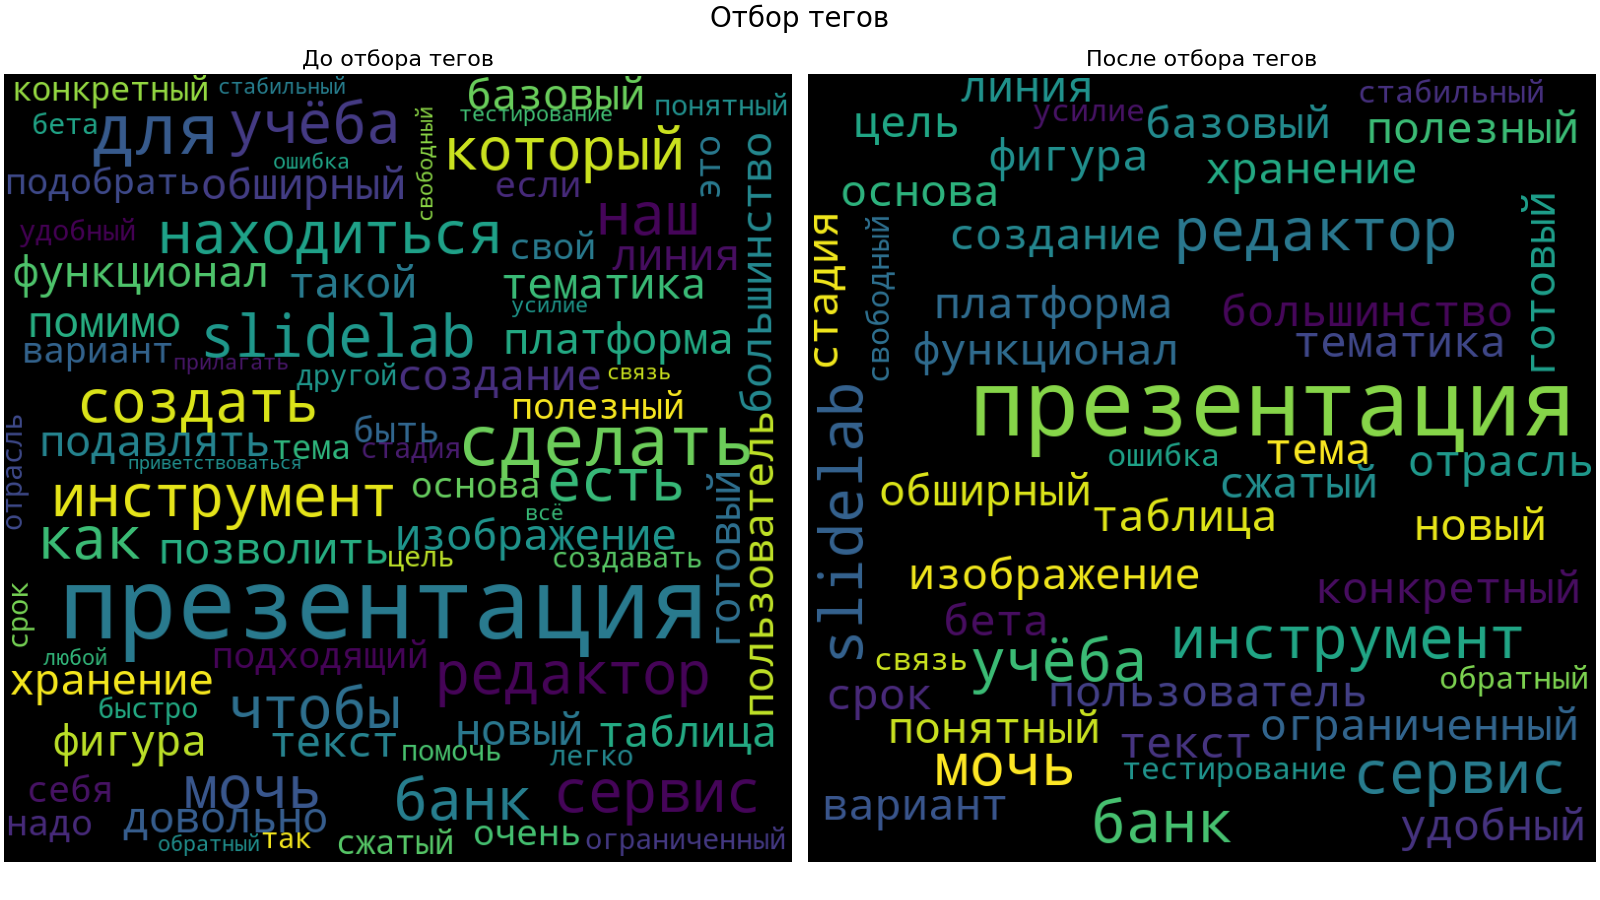 Отбор тегов
До отбора тегов
конкретный стабильный базовый понятный
бета для учёба тестирование
ошибка свободный который это большинство
подобрать обширный если
удобный находиться наш
свой линия
функционал такой тематика
усилие
помимо slidelab платформа
вариант прилагать
другой создание связь
создать полезный
подавлять тема быть стадия сделать
отрасль приветствоваться
инструмент основа есть готовый пользователь
всё
как позволить изображение
цель создавать
срок презентация
любой подходящий редактор
хранение
быстро чтобы новый таблица
фигура текст помочь легко
себя мочь банк сервис
надо довольно очень
обратный так сжатый ограниченный
После отбора тегов
линия стабильный
цель усилие базовый полезный
фигура хранение
основа
стадия свободный создание редактор готовый
платформа большинство
функционал тематика
slidelab презентация
ошибка тема отрасль
обширный сжатый
таблица новый
изображение конкретный
бета инструмент
связь учёба обратный
срок пользователь
понятный текст ограниченный
мочь тестирование сервис
вариант банк удобный